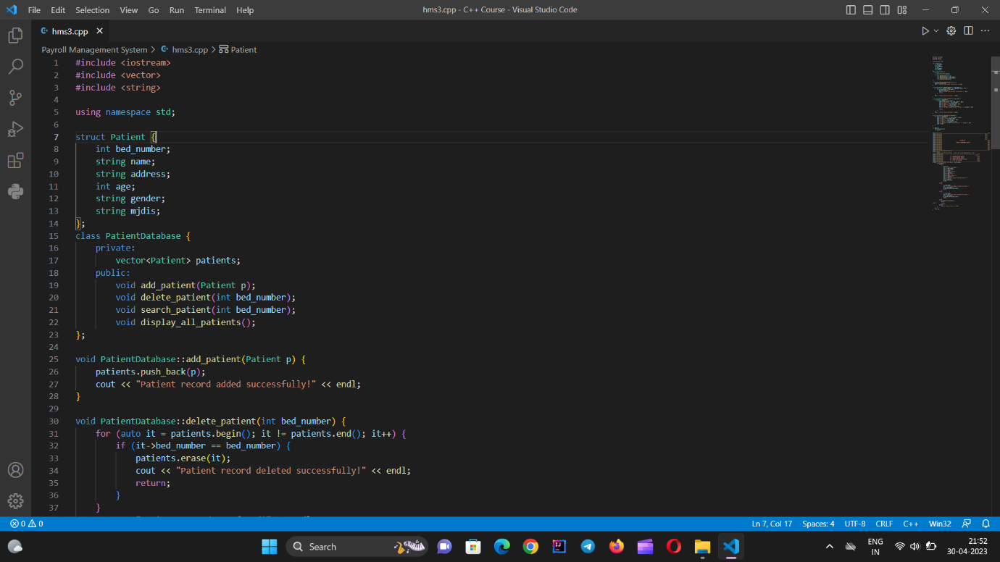 File Edit Selection View Go Run Terminal Help
hms3.cpp - C++ Course - Visual Studio Code
hms3.cpp
Payroll Management System > hms3.cpp > Patient
1 #include <iostream>
2 #include <vector>
3 #include <string>
4
5 using namespace std;
6
7 struct Patient {
8     int bed_number;
9     string name;
10     string address;
11     int age;
12     string gender;
13     string mjdis;
14 };
15 class PatientDatabase {
16     private:
17         vector<Patient> patients;
18     public:
19         void add_patient(Patient p);
20         void delete_patient(int bed_number);
21         void search_patient(int bed_number);
22         void display_all_patients();
23 };
24
25 void PatientDatabase::add_patient(Patient p) {
26     patients.push_back(p);
27     cout << "Patient record added successfully!" << endl;
28 }
29
30 void PatientDatabase::delete_patient(int bed_number) {
31     for (auto it = patients.begin(); it != patients.end(); it++) {
32         if (it->bed_number == bed_number) {
33             patients.erase(it);
34             cout << "Patient record deleted successfully!" << endl;
35             return;
36         }
37     }
0 0 Ln 7, Col 17 Spaces: 4 UTF-8 CRLF C++ Win32
Search
ENG
IN
21:52
30-04-2023